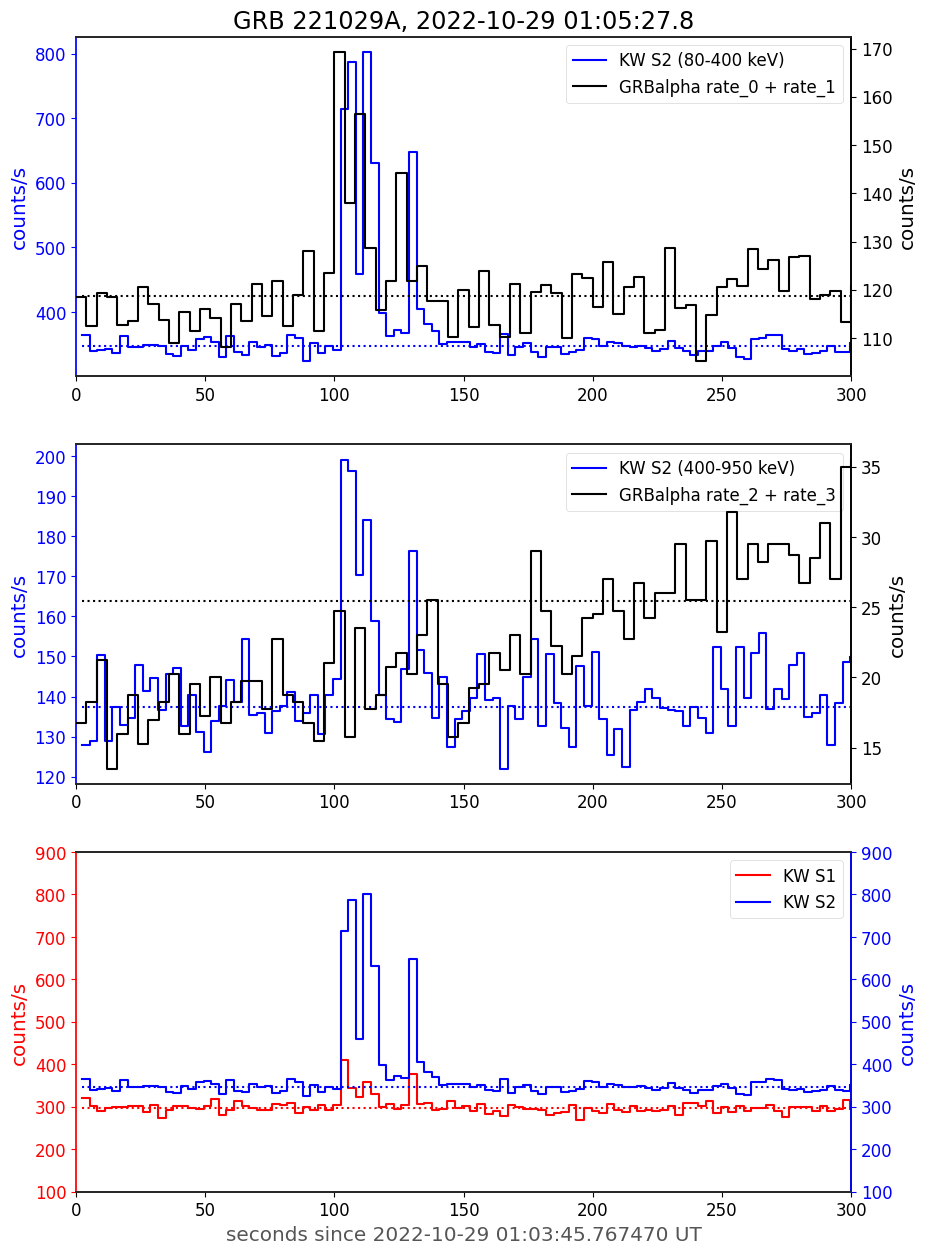 GRB 221029A, 2022-10-29 01:05:27.8
800
700
600
500
400
counts/s
KW S2 (80-400 keV)
GRBalpha rate_0 + rate_1
170
160
150
140
130
120
110
counts/s
0 50 100 150 200 250 300
200
190
180
170
160
150
140
130
120
counts/s
KW S2 (400-950 keV)
GRBalpha rate_2 + rate_3
35
30
25
20
15
counts/s
0 50 100 150 200 250 300
900
800
700
600
500
400
300
200
100
counts/s
KW S1
KW S2
900
800
700
600
500
400
300
200
100
counts/s
0 50 100 150 200 250 300
seconds since 2022-10-29 01:03:45.767470 UT